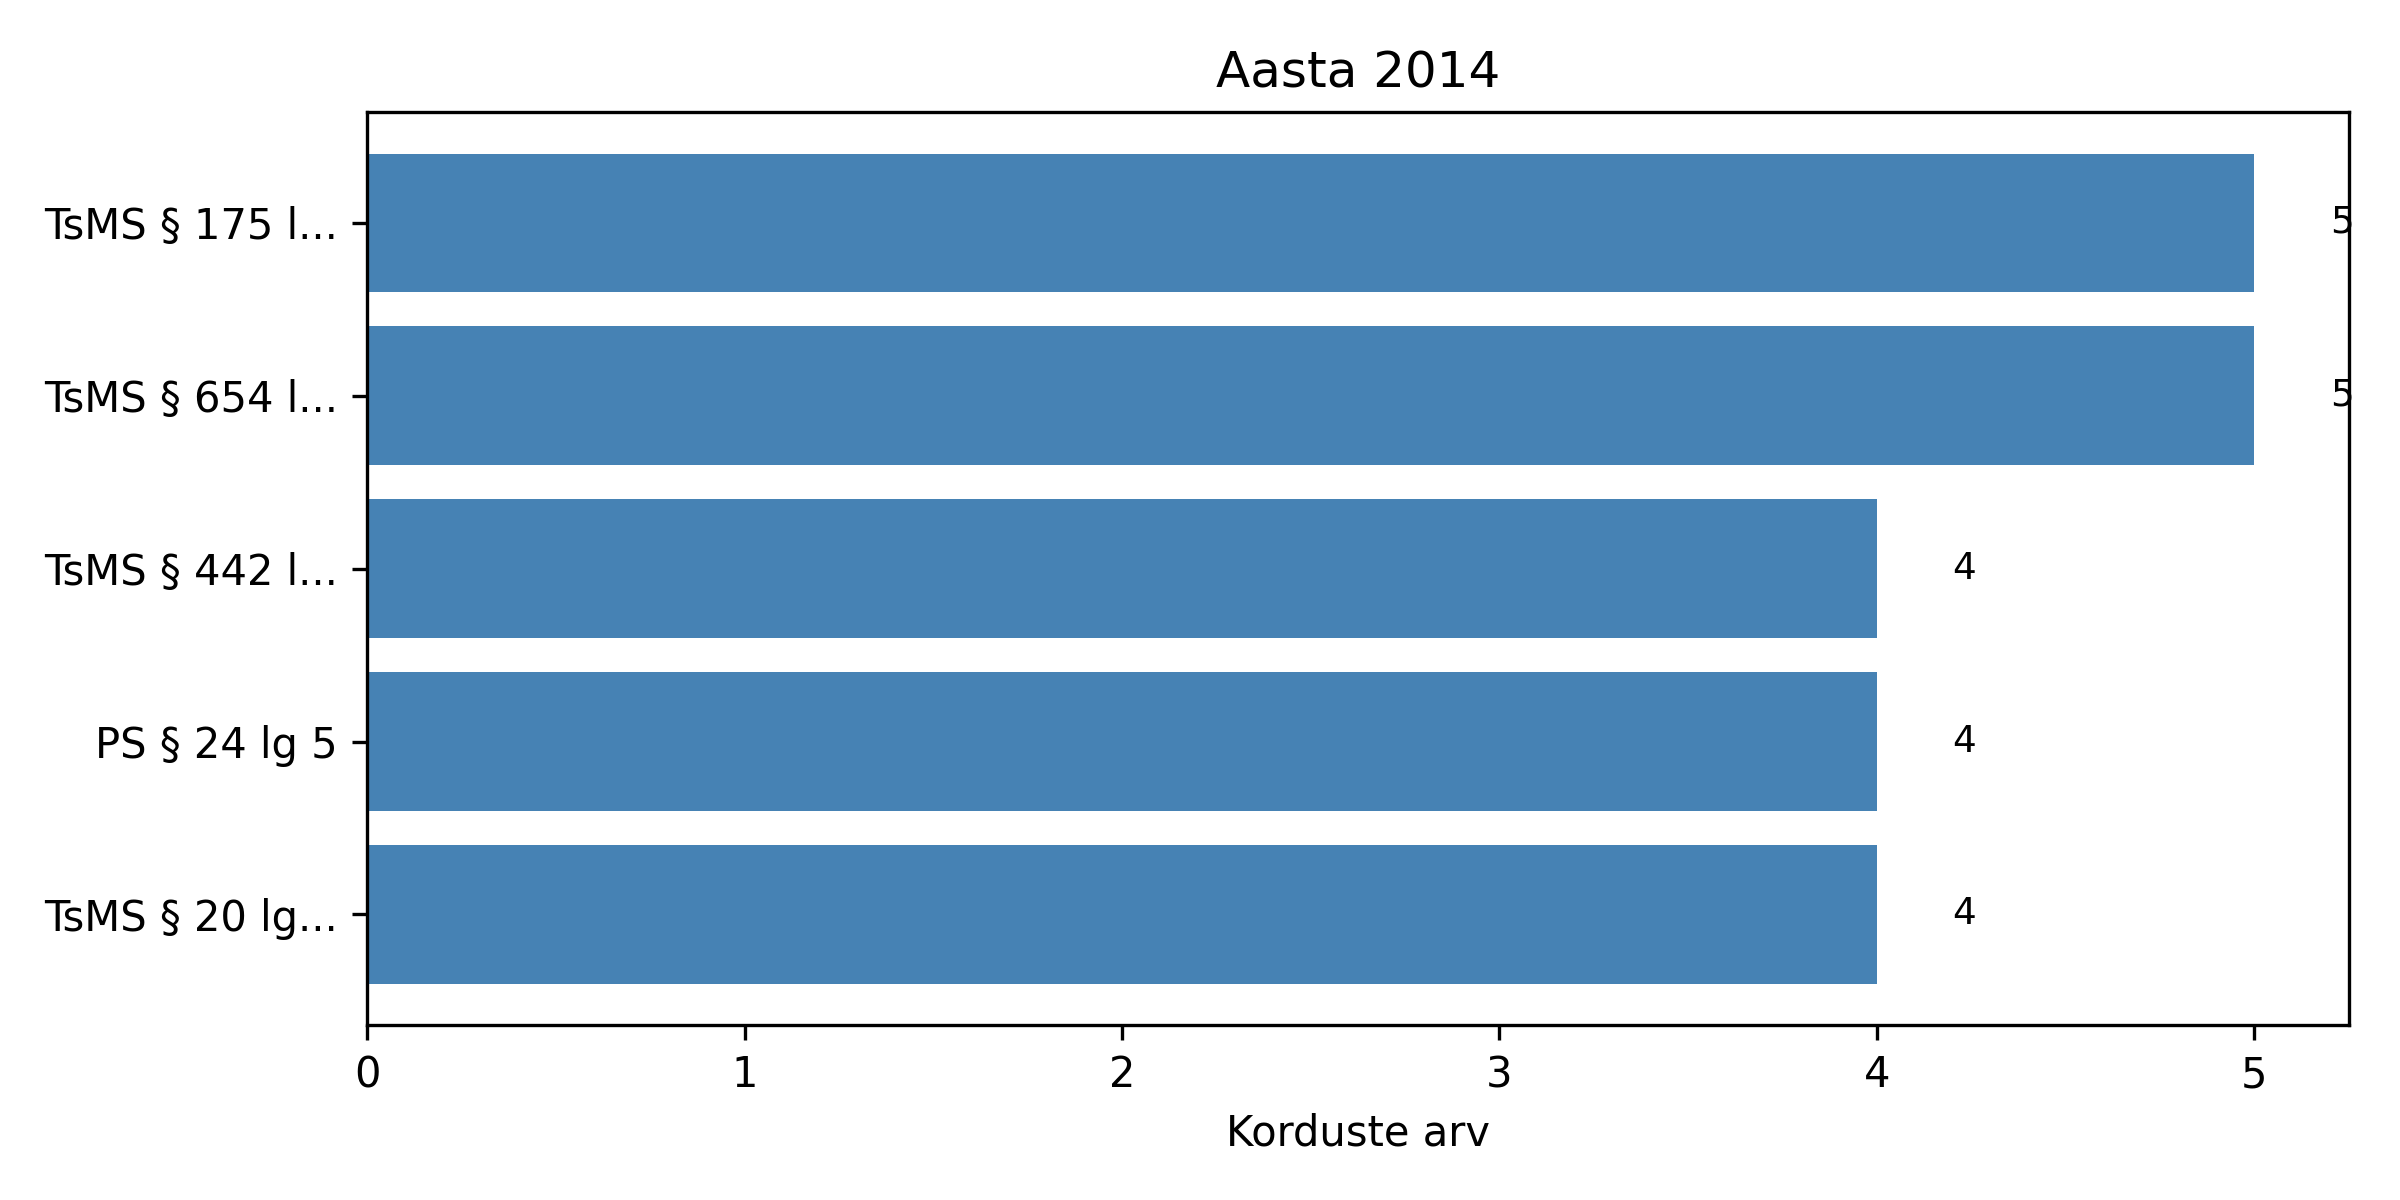 Aasta 2014
TsMS § 175 l...
5
TsMS § 654 l...
5
TsMS § 442 l...
4
PS § 24 lg 5
4
TsMS § 20 lg...
4
0 1 2 3 4 5
Korduste arv